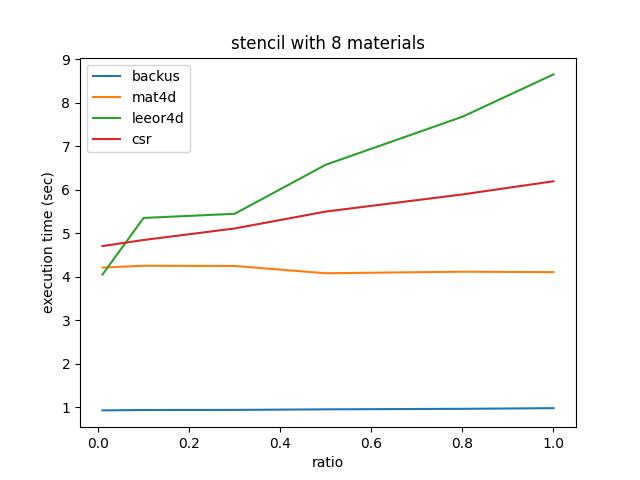 stencil with 8 materials
backus
mat4d
leeor4d
csr
execution time (sec)
9
8
7
6
5
4
3
2
1
0.0 0.2 0.4 0.6 0.8 1.0
ratio